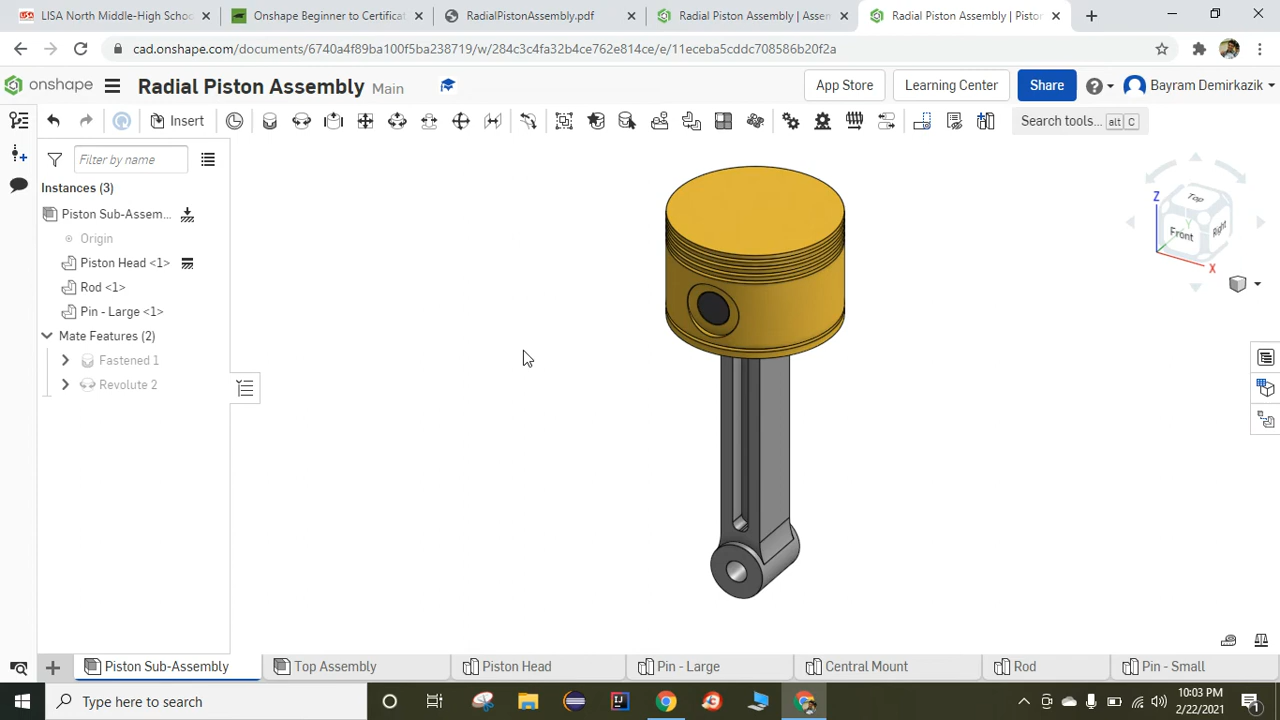 LISA North Middle-High Schoo
Onshape Beginner to Certificat
RadialPistonAssembly.pdf
Radial Piston Assembly | Assem
Radial Piston Assembly | Piston
cad.onshape.com/documents/6740a4f89ba100f5ba238719/w/284c3c4fa32b4ce762e814ce/e/11eceba5cddc708586b20f2a
onshape
Radial Piston Assembly Main
App Store
Learning Center
Share
Bayram Demirkazik
Insert
Search tools... alt C
Filter by name
Instances (3)
Piston Sub-Assem...
Origin
Piston Head <1>
Rod <1>
Pin - Large <1>
Mate Features (2)
Fastened 1
Revolute 2
Z
Top
Y
Front
Right
X
Piston Sub-Assembly
Top Assembly
Piston Head
Pin - Large
Central Mount
Rod
Pin - Small
Type here to search
10:03 PM
2/22/2021
1